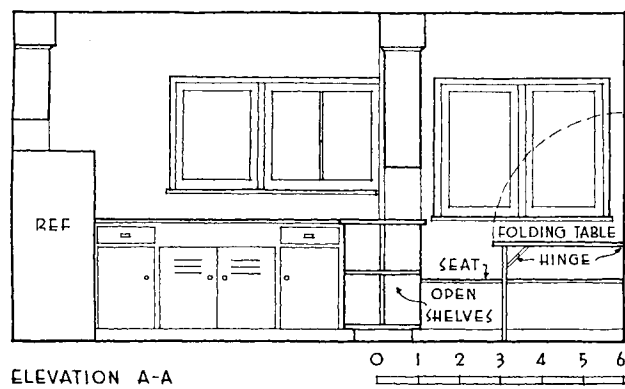 REF
FOLDING TABLE
SEAT
HINGE
OPEN
SHELVES
ELEVATION A-A
0 1 2 3 4 5 6